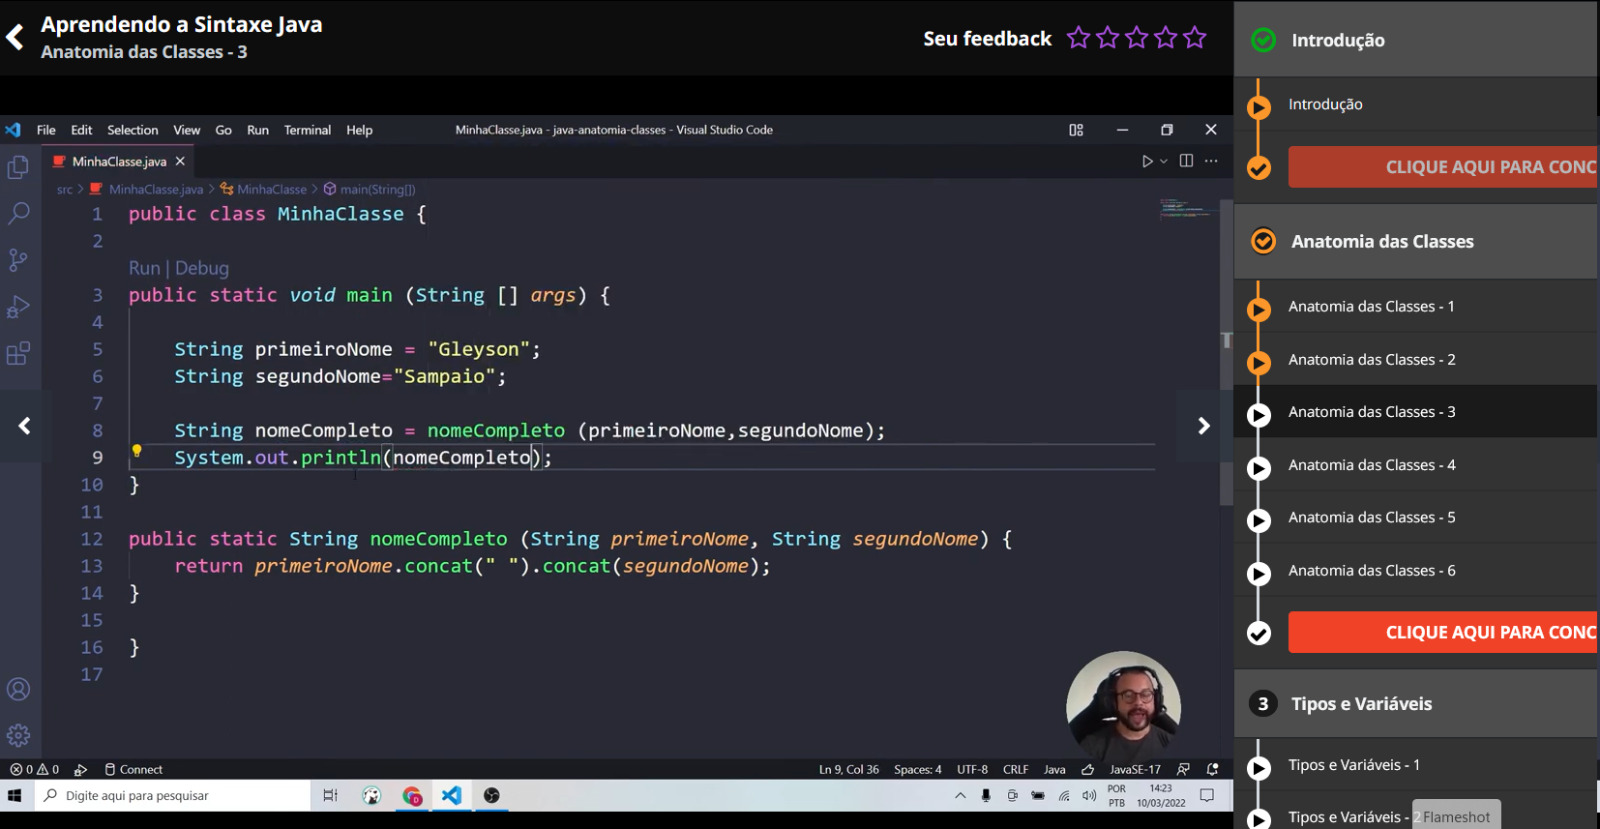 Aprendendo a Sintaxe Java
Anatomia das Classes - 3
Seu feedback
File Edit Selection View Go Run Terminal Help
MinhaClasse.java - java-anatomia-classes - Visual Studio Code
MinhaClasse.java
src > MinhaClasse.java > MinhaClasse > main(String[])
1 public class MinhaClasse {
2
Run | Debug
3 public static void main (String [] args) {
4
5 String primeiroNome = "Gleyson";
6 String segundoNome="Sampaio";
7
8 String nomeCompleto = nomeCompleto (primeiroNome,segundoNome);
9 System.out.println(nomeCompleto);
10 }
11
12 public static String nomeCompleto (String primeiroNome, String segundoNome) {
13 return primeiroNome.concat(" ").concat(segundoNome);
14 }
15
16 }
17
0 0 Connect
Ln 9, Col 36 Spaces: 4 UTF-8 CRLF Java JavaSE-17
Digite aqui para pesquisar
POR
PTB
14:23
10/03/2022
Introdução
Introdução
CLIQUE AQUI PARA CONC
Anatomia das Classes
Anatomia das Classes - 1
Anatomia das Classes - 2
Anatomia das Classes - 3
Anatomia das Classes - 4
Anatomia das Classes - 5
Anatomia das Classes - 6
CLIQUE AQUI PARA CONC
3 Tipos e Variáveis
Tipos e Variáveis - 1
Tipos e Variáveis - 2
Flameshot